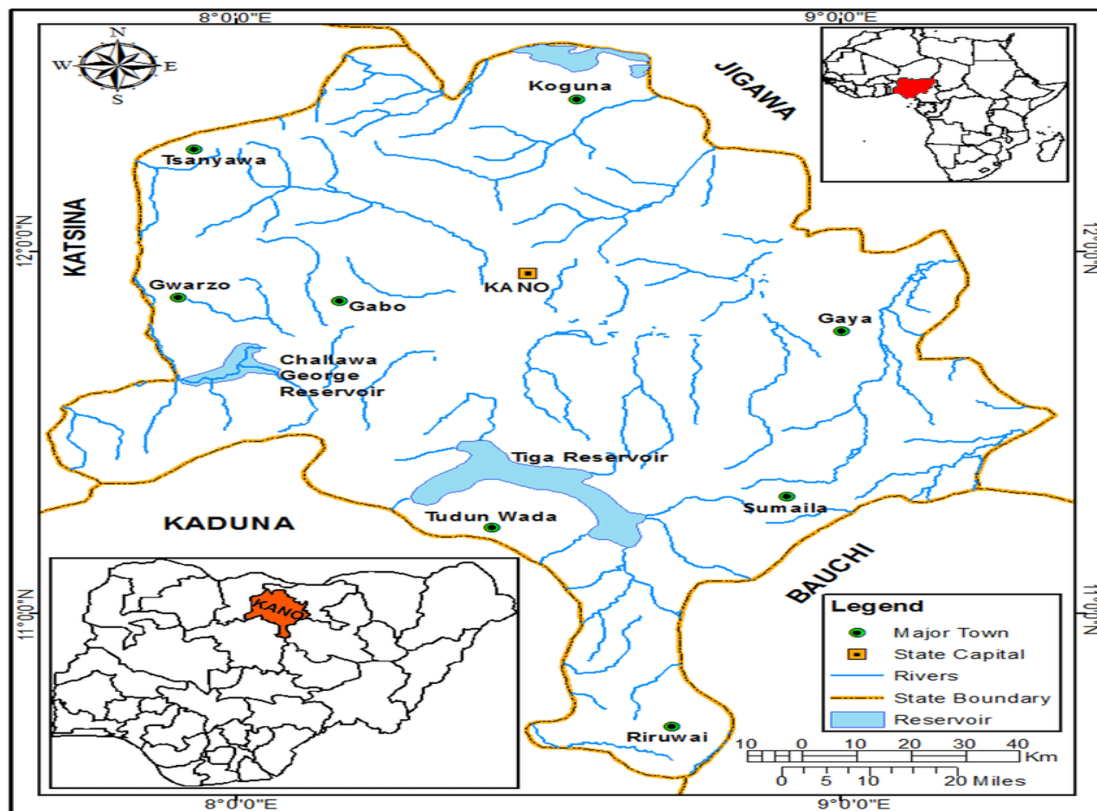 8°0'0"E
9°0'0"E
N
W
E
S
JIGAWA
Koguna
Tsanyawa
KATSINA
12°0'0"N
12°0'0"N
KANO
Gwarzo
Gabo
Gaya
Challawa
George
Reservoir
Tiga Reservoir
Sumaila
Tudun Wada
KADUNA
BAUCHI
KANO
11°0'0"N
11°0'0"N
Legend
Major Town
State Capital
Rivers
State Boundary
Reservoir
Riruwai
10 0 10 20 30 40
Km
0 5 10 20 Miles
8°0'0"E
9°0'0"E